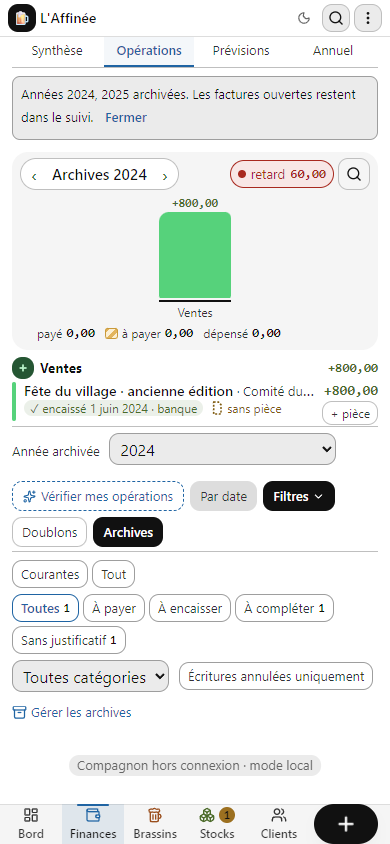 L'Affinée
Synthèse Opérations Prévisions Annuel
Années 2024, 2025 archivées. Les factures ouvertes restent
dans le suivi. Fermer
‹ Archives 2024 › retard 60,00
+800,00
Ventes
payé 0,00 à payer 0,00 dépensé 0,00
+ Ventes +800,00
Fête du village · ancienne édition · Comité du... +800,00
✓ encaissé 1 juin 2024 · banque sans pièce + pièce
Année archivée 2024
Vérifier mes opérations Par date Filtres
Doublons Archives
Courantes Tout
Toutes 1 À payer À encaisser À compléter 1
Sans justificatif 1
Toutes catégories Écritures annulées uniquement
Gérer les archives
Compagnon hors connexion · mode local
1
Bord Finances Brassins Stocks Clients +